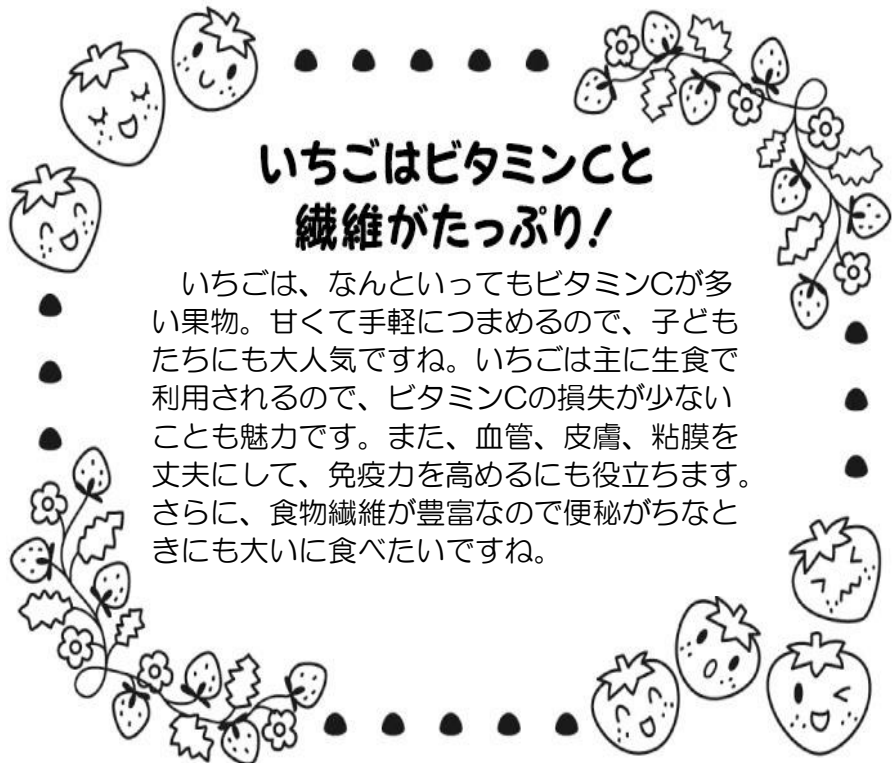 いちごはビタミンCと
繊維がたっぷり!
　いちごは、なんといってもビタミンCが多
い果物。甘くて手軽につまめるので、子ども
たちにも大人気ですね。いちごは主に生食で
利用されるので、ビタミンCの損失が少ない
ことも魅力です。また、血管、皮膚、粘膜を
丈夫にして、免疫力を高めるにも役立ちます。
さらに、食物繊維が豊富なので便秘がちなと
きにも大いに食べたいですね。